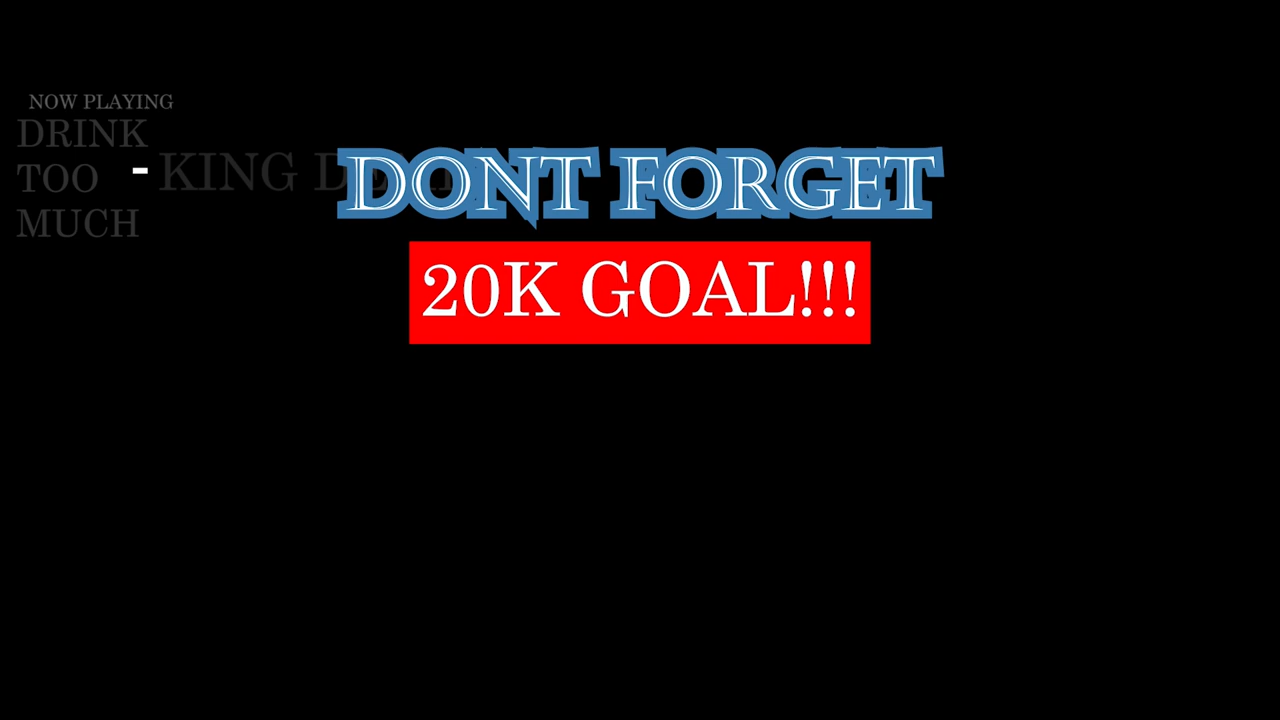 NOW PLAYING
DRINK
TOO
MUCH
- KING
DONT FORGET
20K GOAL!!!